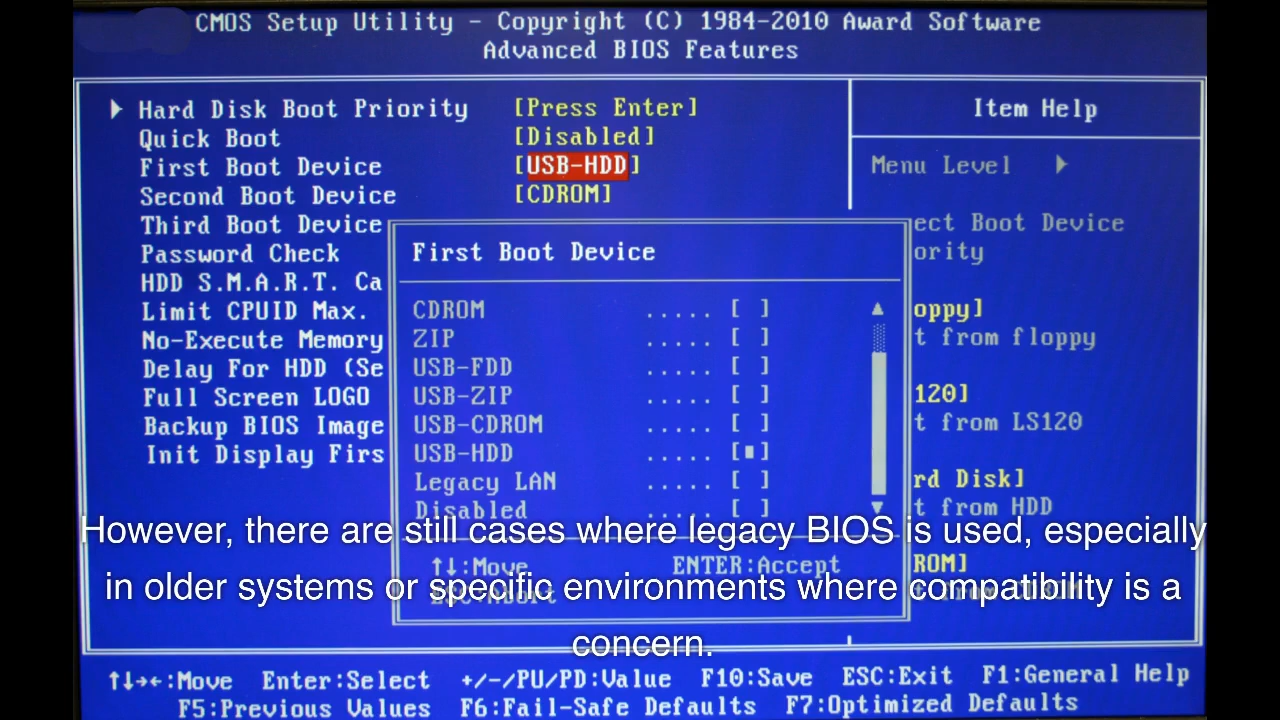 CMOS Setup Utility - Copyright (C) 1984-2010 Award Software
Advanced BIOS Features
Hard Disk Boot Priority [Press Enter]
Quick Boot [Disabled]
First Boot Device [USB-HDD]
Second Boot Device [CDROM]
Third Boot Device
Password Check
HDD S.M.A.R.T. Ca
Limit CPUID Max.
No-Execute Memory
Delay For HDD (Se
Full Screen LOGO
Backup BIOS Image
Init Display Firs
First Boot Device
CDROM ..... [ ]
ZIP ..... [ ]
USB-FDD ..... [ ]
USB-ZIP ..... [ ]
USB-CDROM ..... [ ]
USB-HDD ..... [■]
Legacy LAN ..... [ ]
Disabled ..... [ ]
↑↓:Move ENTER:Accept
ESC:Abort
Item Help
Menu Level
ect Boot Device
ority
oppy]
t from floppy
120]
t from LS120
rd Disk]
t from HDD
ROM]
t from CDROM
However, there are still cases where legacy BIOS is used, especially
in older systems or specific environments where compatibility is a
concern.
↑↓→←:Move Enter:Select +/-/PU/PD:Value F10:Save ESC:Exit F1:General Help
F5:Previous Values F6:Fail-Safe Defaults F7:Optimized Defaults